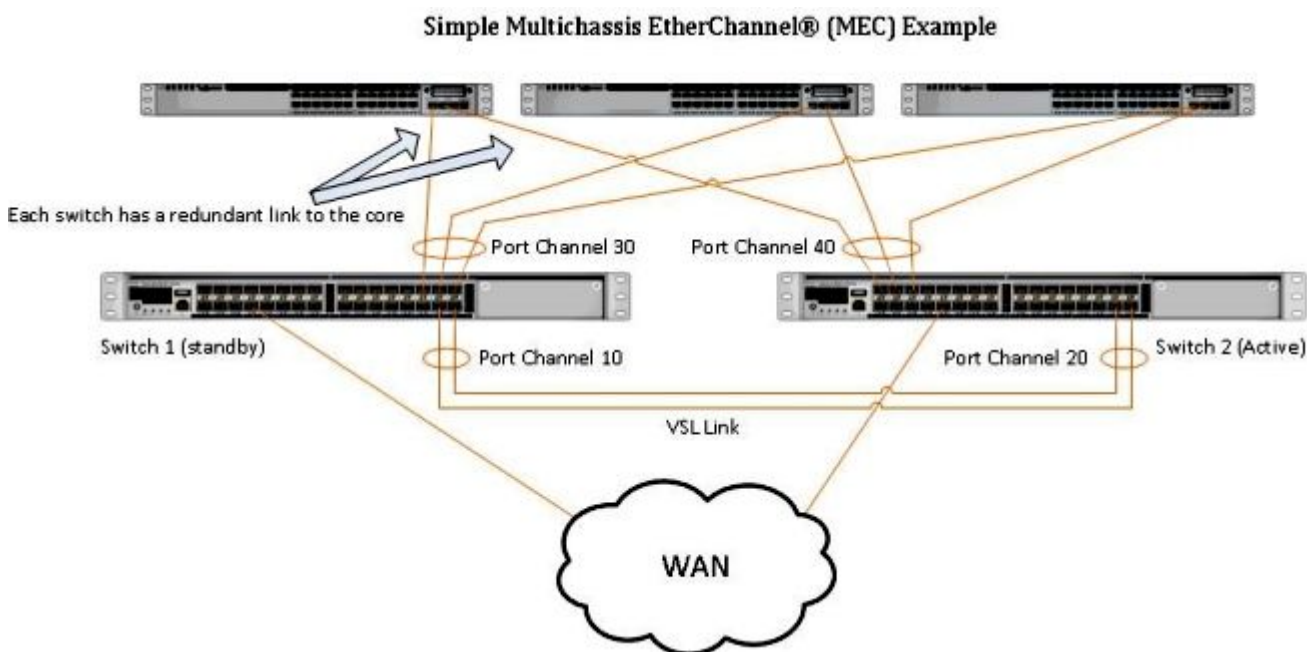 Simple Multichassis EtherChannel® (MEC) Example
Each switch has a redundant link to the core
Port Channel 30
Port Channel 40
Switch 1 (standby)
Port Channel 10
Port Channel 20
Switch 2 (Active)
VSL Link
WAN